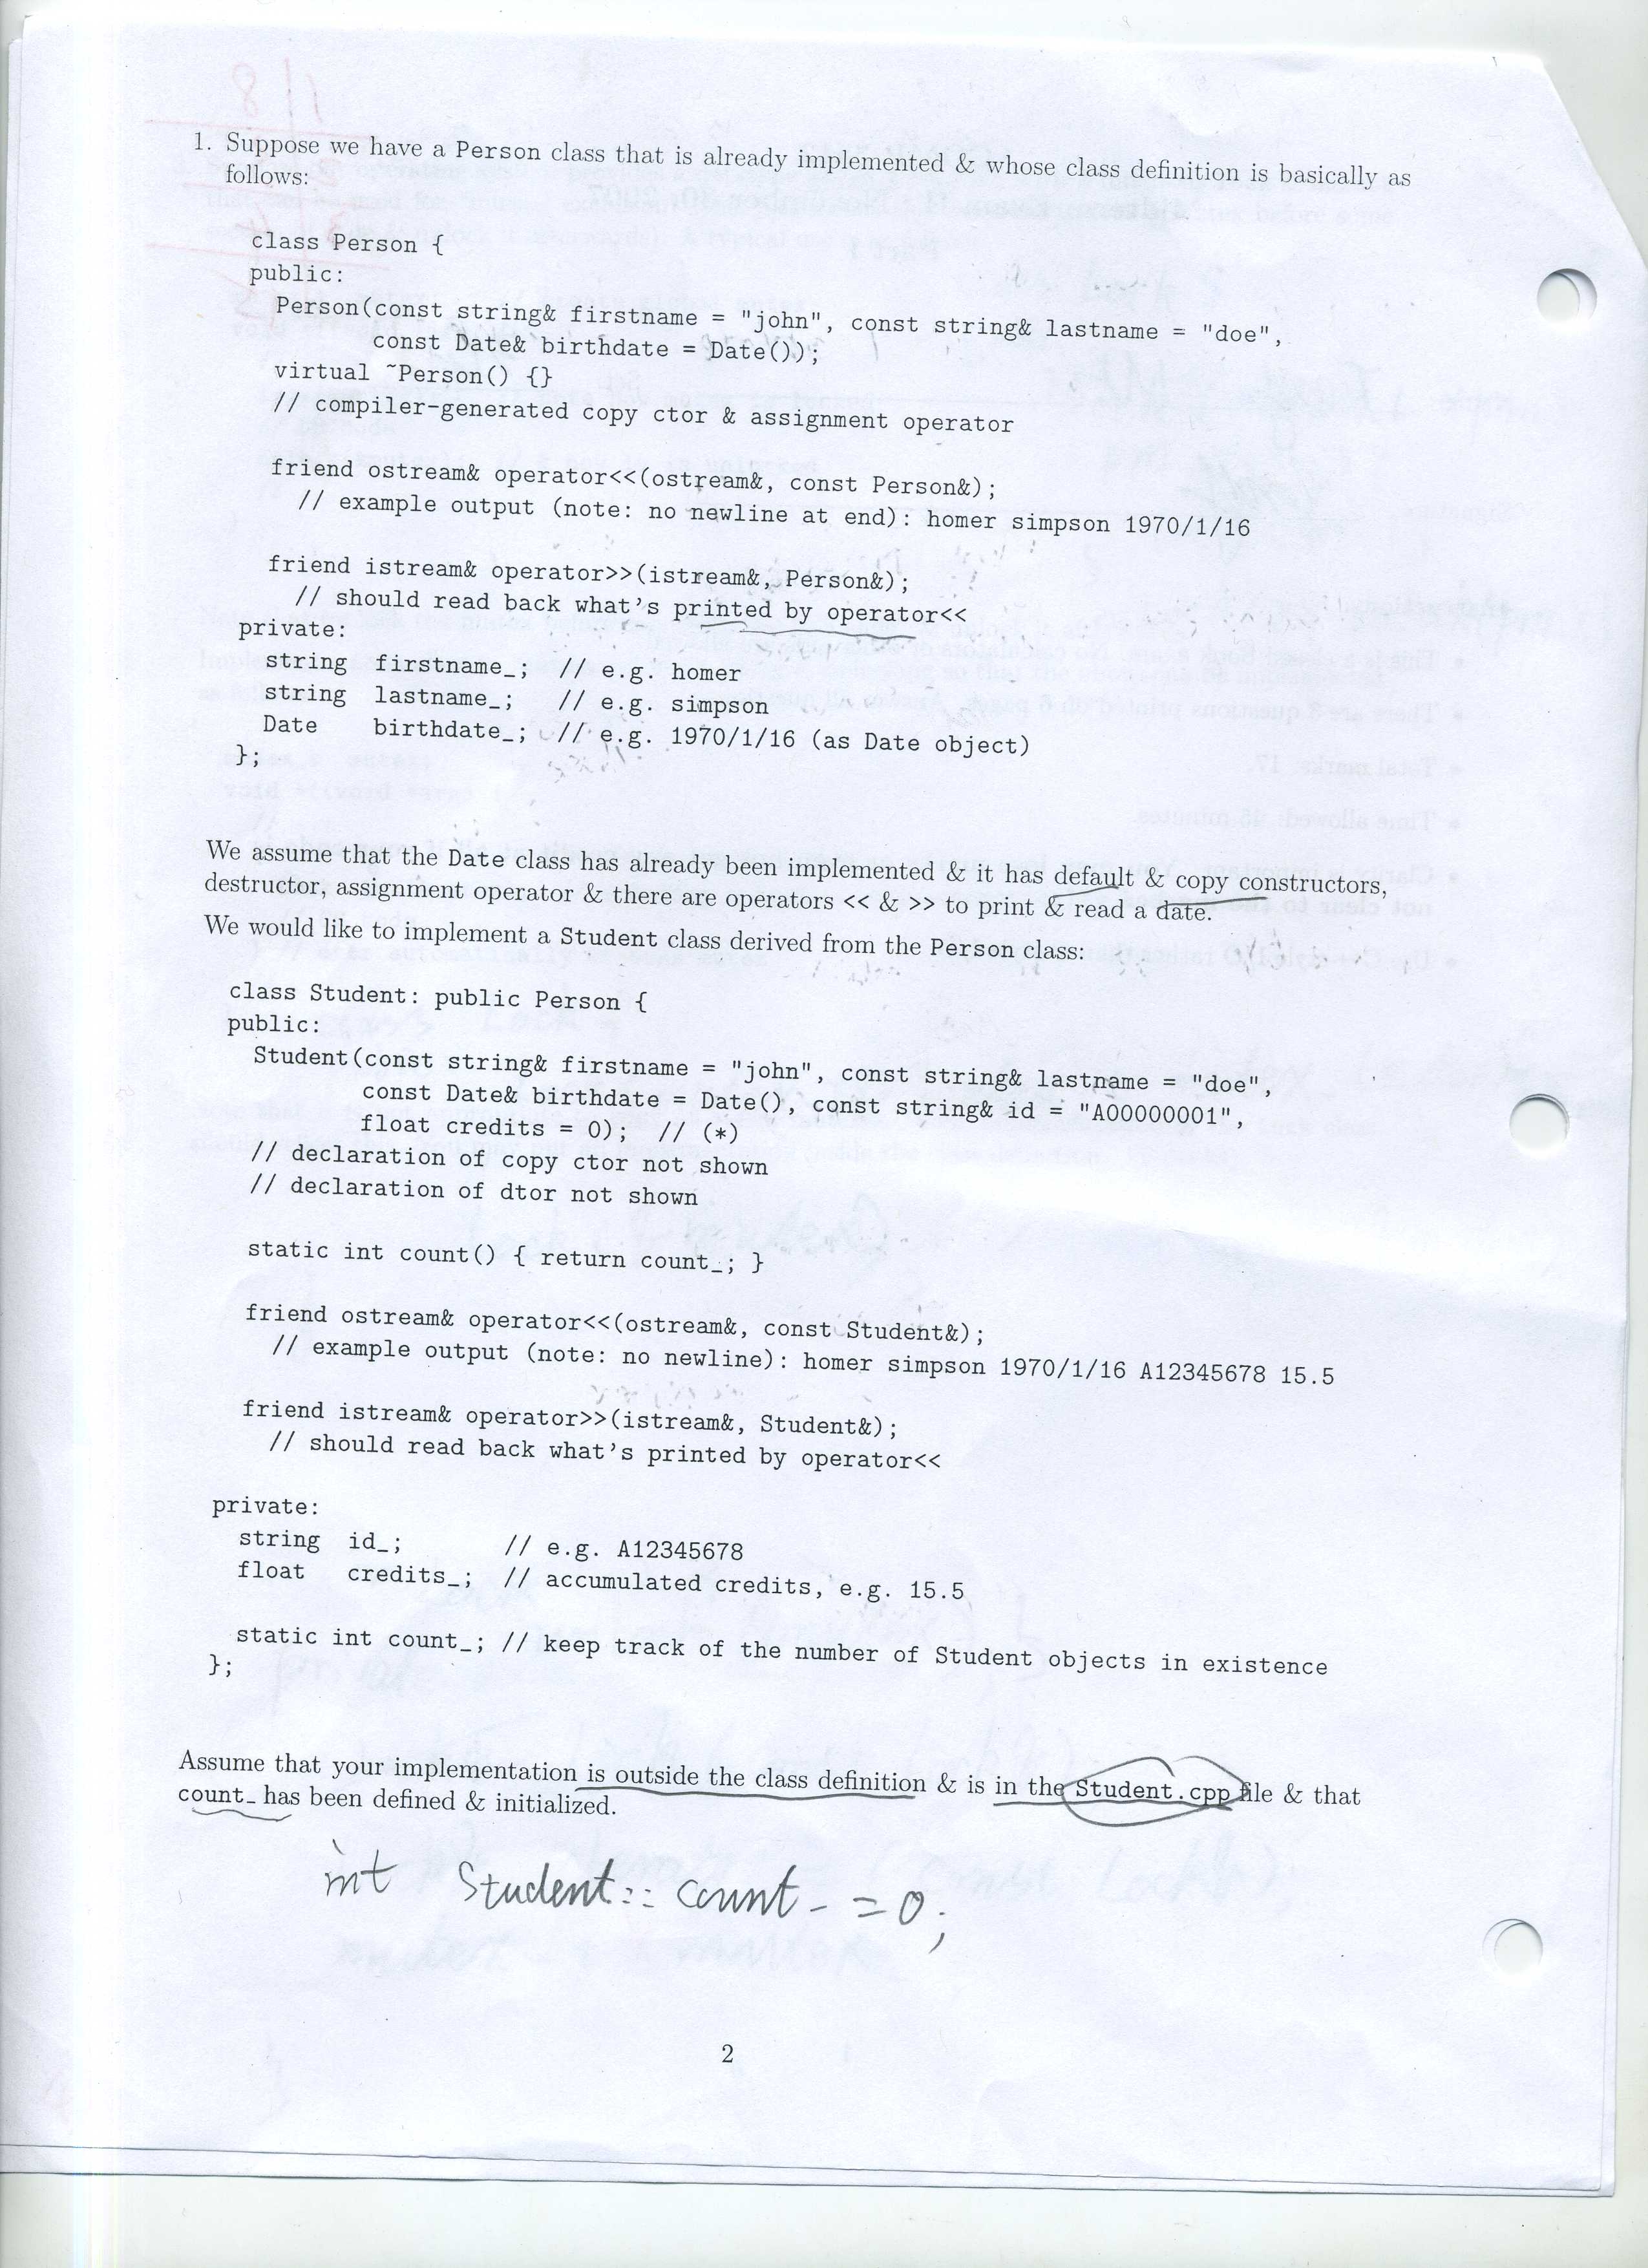 1. Suppose we have a Person class that is already implemented & whose class definition is basically as
follows:
class Person {
public:
Person(const string& firstname = "john", const string& lastname = "doe",
const Date& birthdate = Date());
virtual ~Person() {}
// compiler-generated copy ctor & assignment operator
friend ostream& operator<<(ostream&, const Person&);
// example output (note: no newline at end): homer simpson 1970/1/16
friend istream& operator>>(istream&, Person&);
// should read back what's printed by operator<<
private:
string firstname_; // e.g. homer
string lastname_; // e.g. simpson
Date birthdate_; // e.g. 1970/1/16 (as Date object)
};
We assume that the Date class has already been implemented & it has default & copy constructors,
destructor, assignment operator & there are operators << & >> to print & read a date.
We would like to implement a Student class derived from the Person class:
class Student: public Person {
public:
Student(const string& firstname = "john", const string& lastname = "doe",
const Date& birthdate = Date(), const string& id = "A00000001",
float credits = 0); // (*)
// declaration of copy ctor not shown
// declaration of dtor not shown
static int count() { return count_; }
friend ostream& operator<<(ostream&, const Student&);
// example output (note: no newline): homer simpson 1970/1/16 A12345678 15.5
friend istream& operator>>(istream&, Student&);
// should read back what's printed by operator<<
private:
string id_; // e.g. A12345678
float credits_; // accumulated credits, e.g. 15.5
static int count_; // keep track of the number of Student objects in existence
};
Assume that your implementation is outside the class definition & is in the Student.cpp file & that
count_ has been defined & initialized.
int Student::count_ = 0;
2